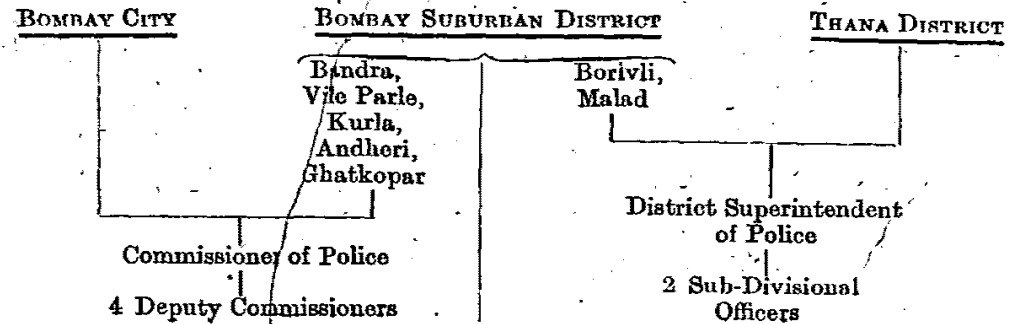 BOMBAY CITY
BOMBAY SUBURBAN DISTRICT
THANA DISTRICT
Bandra,
Vile Parle,
Kurla,
Andheri,
Ghatkopar
Borivli,
Malad
Commissioner of Police
4 Deputy Commissioners
District Superintendent
of Police
2 Sub-Divisional
Officers